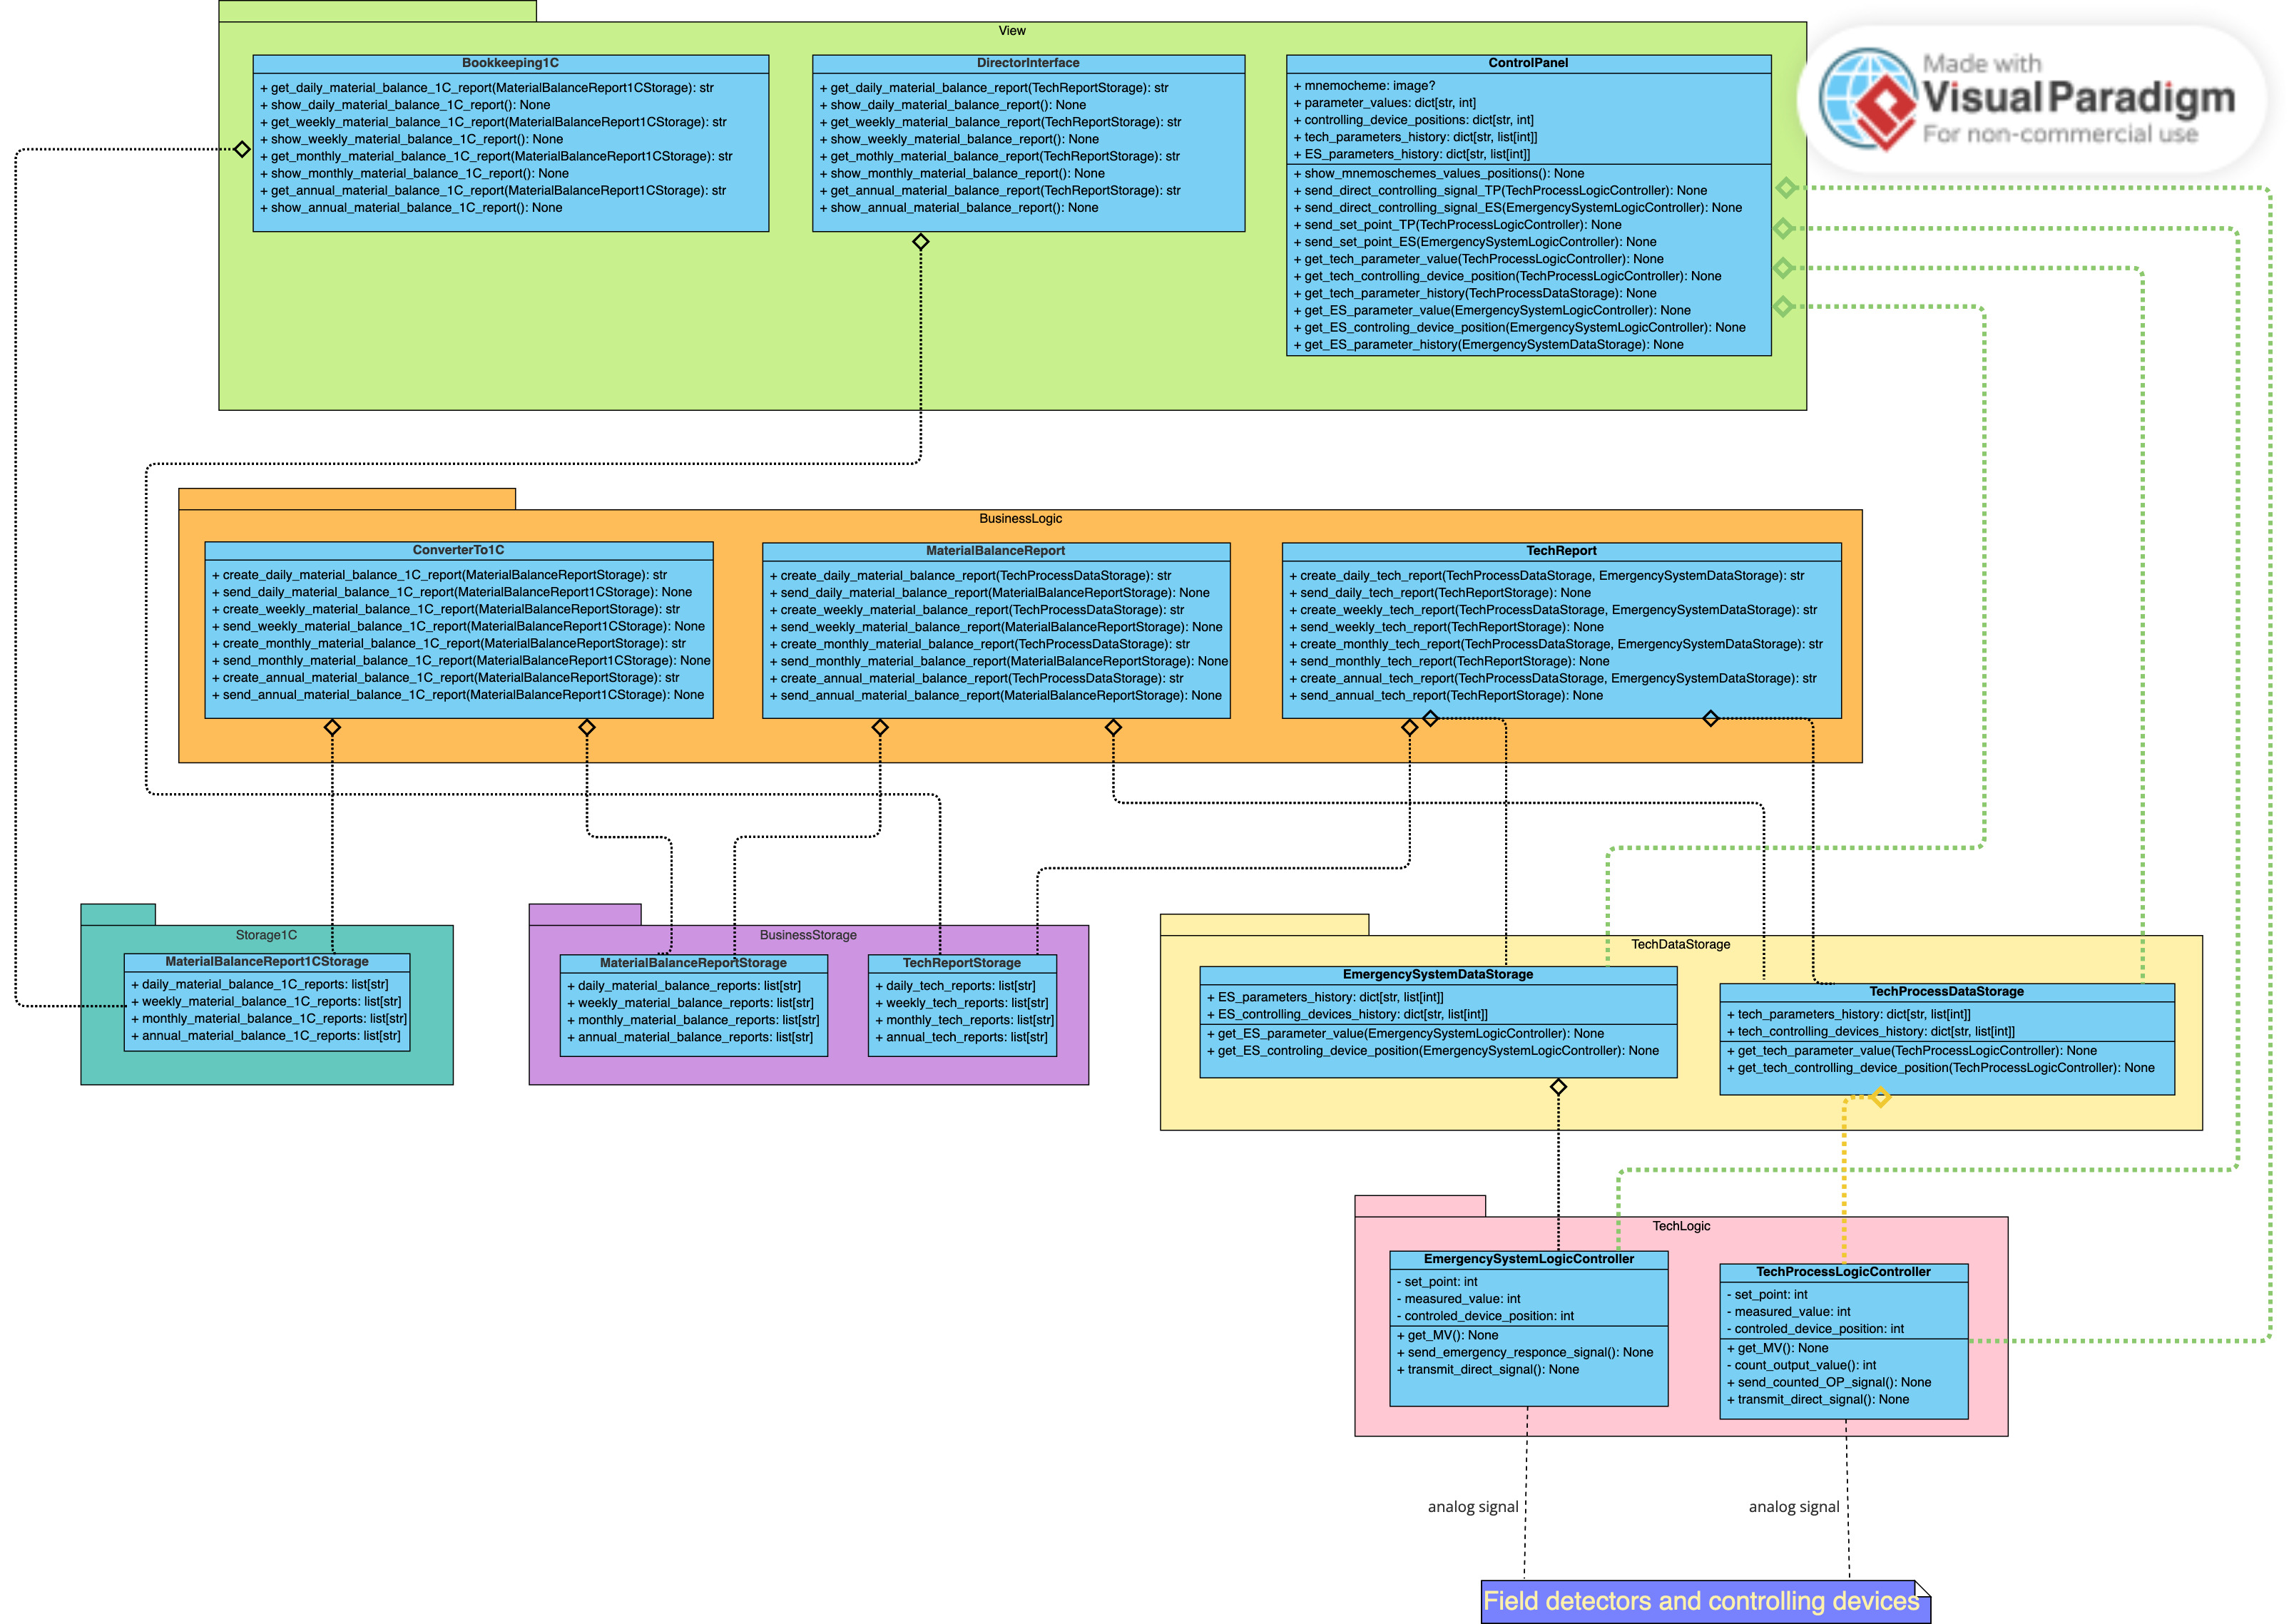 View
Bookkeeping1C
+ get_daily_material_balance_1C_report(MaterialBalanceReport1CStorage): str
+ show_daily_material_balance_1C_report(): None
+ get_weekly_material_balance_1C_report(MaterialBalanceReport1CStorage): str
+ show_weekly_material_balance_1C_report(): None
+ get_monthly_material_balance_1C_report(MaterialBalanceReport1CStorage): str
+ show_monthly_material_balance_1C_report(): None
+ get_annual_material_balance_1C_report(MaterialBalanceReport1CStorage): str
+ show_annual_material_balance_1C_report(): None
DirectorInterface
+ get_daily_material_balance_report(TechReportStorage): str
+ show_daily_material_balance_report(): None
+ get_weekly_material_balance_report(TechReportStorage): str
+ show_weekly_material_balance_report(): None
+ get_mothly_material_balance_report(TechReportStorage): str
+ show_monthly_material_balance_report(): None
+ get_annual_material_balance_report(TechReportStorage): str
+ show_annual_material_balance_report(): None
ControlPanel
+ mnemocheme: image?
+ parameter_values: dict[str, int]
+ controlling_device_positions: dict[str, int]
+ tech_parameters_history: dict[str, list[int]]
+ ES_parameters_history: dict[str, list[int]]
+ show_mnemoschemes_values_positions(): None
+ send_direct_controlling_signal_TP(TechProcessLogicController): None
+ send_direct_controlling_signal_ES(EmergencySystemLogicController): None
+ send_set_point_TP(TechProcessLogicController): None
+ send_set_point_ES(EmergencySystemLogicController): None
+ get_tech_parameter_value(TechProcessLogicController): None
+ get_tech_controlling_device_position(TechProcessLogicController): None
+ get_tech_parameter_history(TechProcessDataStorage): None
+ get_ES_parameter_value(EmergencySystemLogicController): None
+ get_ES_controling_device_position(EmergencySystemLogicController): None
+ get_ES_parameter_history(EmergencySystemDataStorage): None
Made with
Visual Paradigm
For non-commercial use
BusinessLogic
ConverterTo1C
+ create_daily_material_balance_1C_report(MaterialBalanceReportStorage): str
+ send_daily_material_balance_1C_report(MaterialBalanceReport1CStorage): None
+ create_weekly_material_balance_1C_report(MaterialBalanceReportStorage): str
+ send_weekly_material_balance_1C_report(MaterialBalanceReport1CStorage): None
+ create_monthly_material_balance_1C_report(MaterialBalanceReportStorage): str
+ send_monthly_material_balance_1C_report(MaterialBalanceReport1CStorage): None
+ create_annual_material_balance_1C_report(MaterialBalanceReportStorage): str
+ send_annual_material_balance_1C_report(MaterialBalanceReport1CStorage): None
MaterialBalanceReport
+ create_daily_material_balance_report(TechProcessDataStorage): str
+ send_daily_material_balance_report(MaterialBalanceReportStorage): None
+ create_weekly_material_balance_report(TechProcessDataStorage): str
+ send_weekly_material_balance_report(MaterialBalanceReportStorage): None
+ create_monthly_material_balance_report(TechProcessDataStorage): str
+ send_monthly_material_balance_report(MaterialBalanceReportStorage): None
+ create_annual_material_balance_report(TechProcessDataStorage): str
+ send_annual_material_balance_report(MaterialBalanceReportStorage): None
TechReport
+ create_daily_tech_report(TechProcessDataStorage, EmergencySystemDataStorage): str
+ send_daily_tech_report(TechReportStorage): None
+ create_weekly_tech_report(TechProcessDataStorage, EmergencySystemDataStorage): str
+ send_weekly_tech_report(TechReportStorage): None
+ create_monthly_tech_report(TechProcessDataStorage, EmergencySystemDataStorage): str
+ send_monthly_tech_report(TechReportStorage): None
+ create_annual_tech_report(TechProcessDataStorage, EmergencySystemDataStorage): str
+ send_annual_tech_report(TechReportStorage): None
Storage1C
MaterialBalanceReport1CStorage
+ daily_material_balance_1C_reports: list[str]
+ weekly_material_balance_1C_reports: list[str]
+ monthly_material_balance_1C_reports: list[str]
+ annual_material_balance_1C_reports: list[str]
BusinessStorage
MaterialBalanceReportStorage
+ daily_material_balance_reports: list[str]
+ weekly_material_balance_reports: list[str]
+ monthly_material_balance_reports: list[str]
+ annual_material_balance_reports: list[str]
TechReportStorage
+ daily_tech_reports: list[str]
+ weekly_tech_reports: list[str]
+ monthly_tech_reports: list[str]
+ annual_tech_reports: list[str]
TechDataStorage
EmergencySystemDataStorage
+ ES_parameters_history: dict[str, list[int]]
+ ES_controlling_devices_history: dict[str, list[int]]
+ get_ES_parameter_value(EmergencySystemLogicController): None
+ get_ES_controling_device_position(EmergencySystemLogicController): None
TechProcessDataStorage
+ tech_parameters_history: dict[str, list[int]]
+ tech_controlling_devices_history: dict[str, list[int]]
+ get_tech_parameter_value(TechProcessLogicController): None
+ get_tech_controlling_device_position(TechProcessLogicController): None
TechLogic
EmergencySystemLogicController
- set_point: int
- measured_value: int
- controled_device_position: int
+ get_MV(): None
+ send_emergency_responce_signal(): None
+ transmit_direct_signal(): None
TechProcessLogicController
- set_point: int
- measured_value: int
- controled_device_position: int
+ get_MV(): None
- count_output_value(): int
+ send_counted_OP_signal(): None
+ transmit_direct_signal(): None
analog signal
analog signal
Field detectors and controlling devices